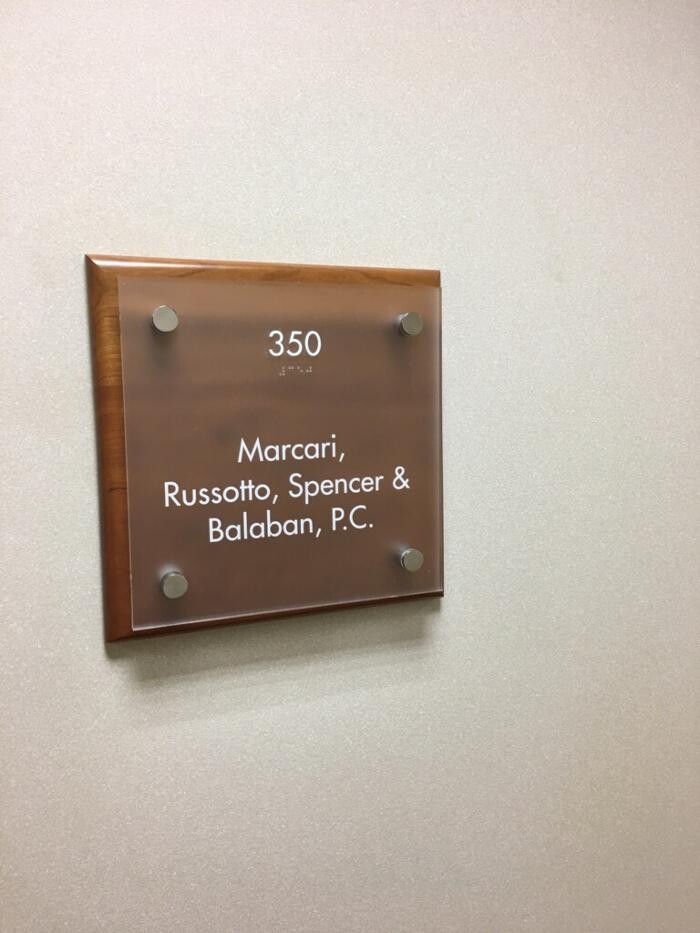 350
Marcari,
Russotto, Spencer &
Balaban, P.C.